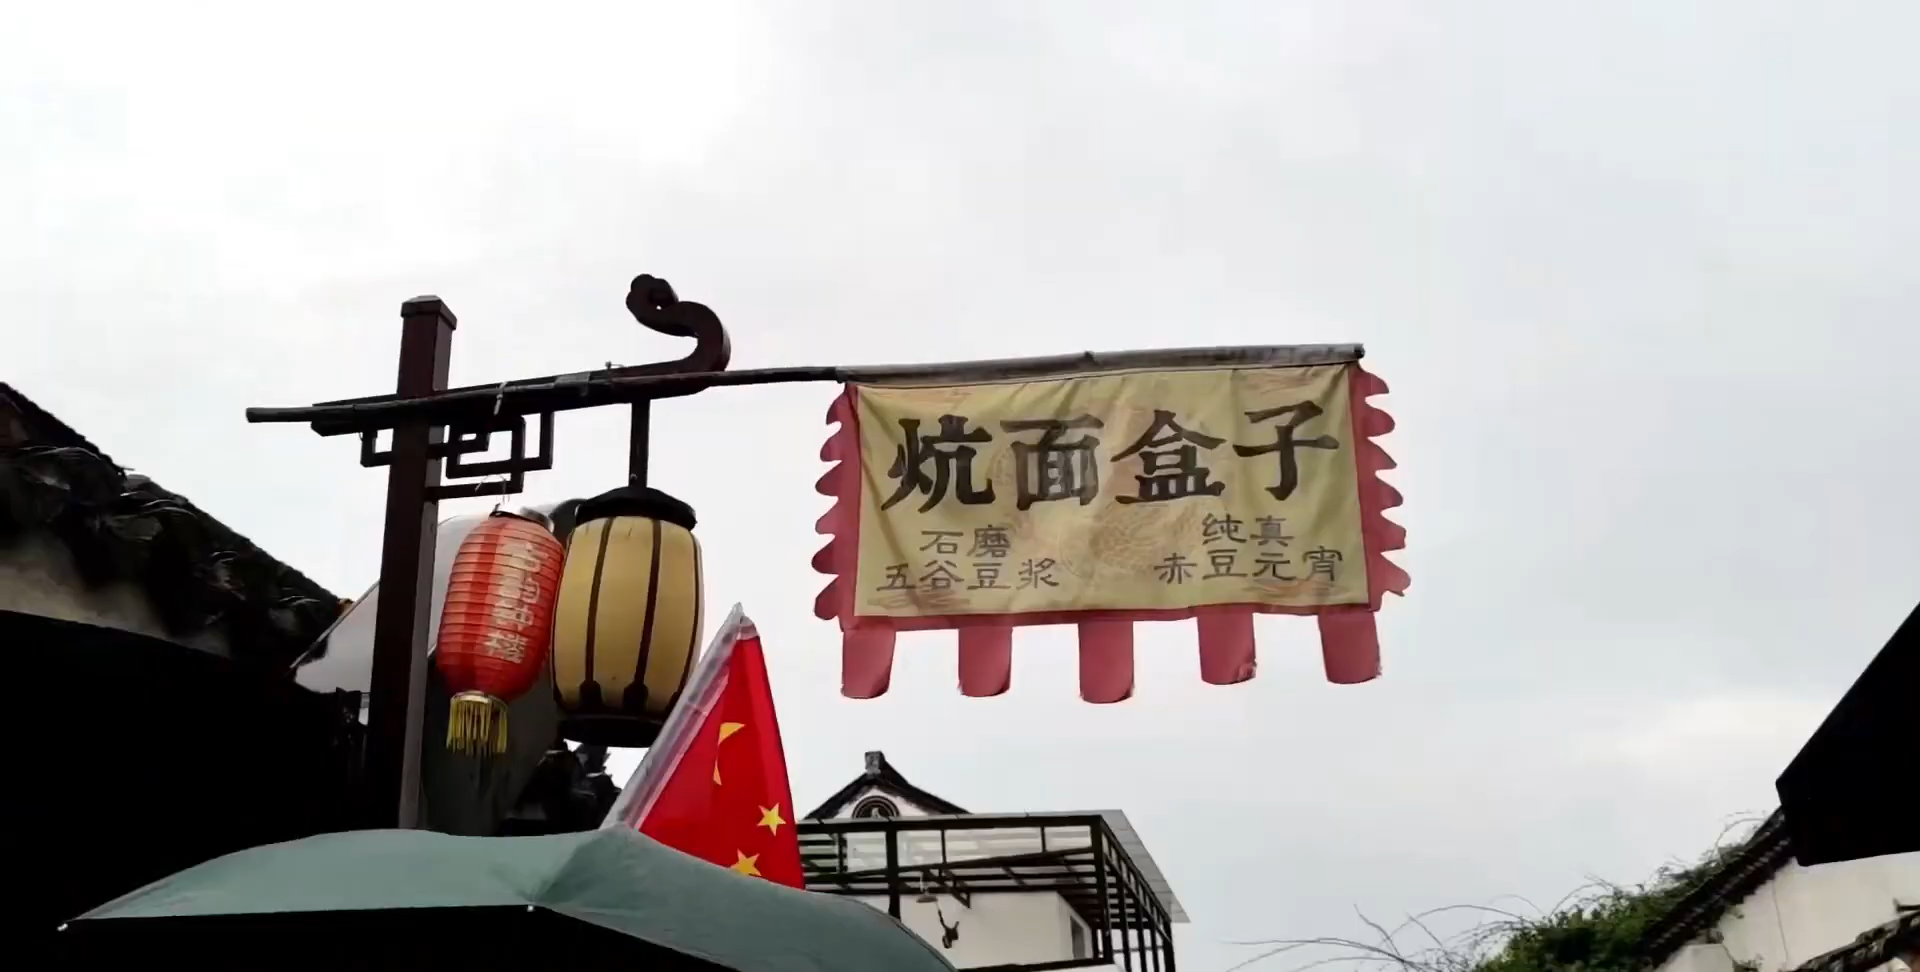 炕面盒子
石磨
五谷豆浆
纯真
赤豆元宵